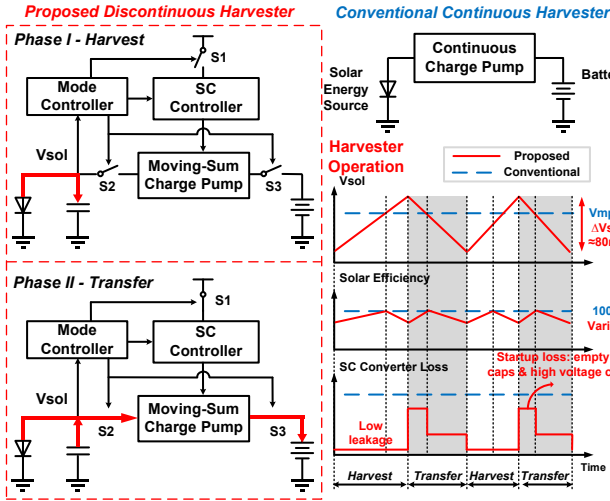 Proposed Discontinuous Harvester
Phase I - Harvest
S1
Mode
Controller
SC
Controller
Vsol
S2
Moving-Sum
Charge Pump
S3
Phase II - Transfer
S1
Mode
Controller
SC
Controller
Vsol
S2
Moving-Sum
Charge Pump
S3
Conventional Continuous Harvester
Continuous
Charge Pump
Solar
Energy
Source
Harvester
Operation
Proposed
Conventional
Vsol
Solar Efficiency
100
SC Converter Loss
Startup loss: empty
caps & high voltage
Low
leakage
Time
Harvest
Transfer
Harvest
Transfer